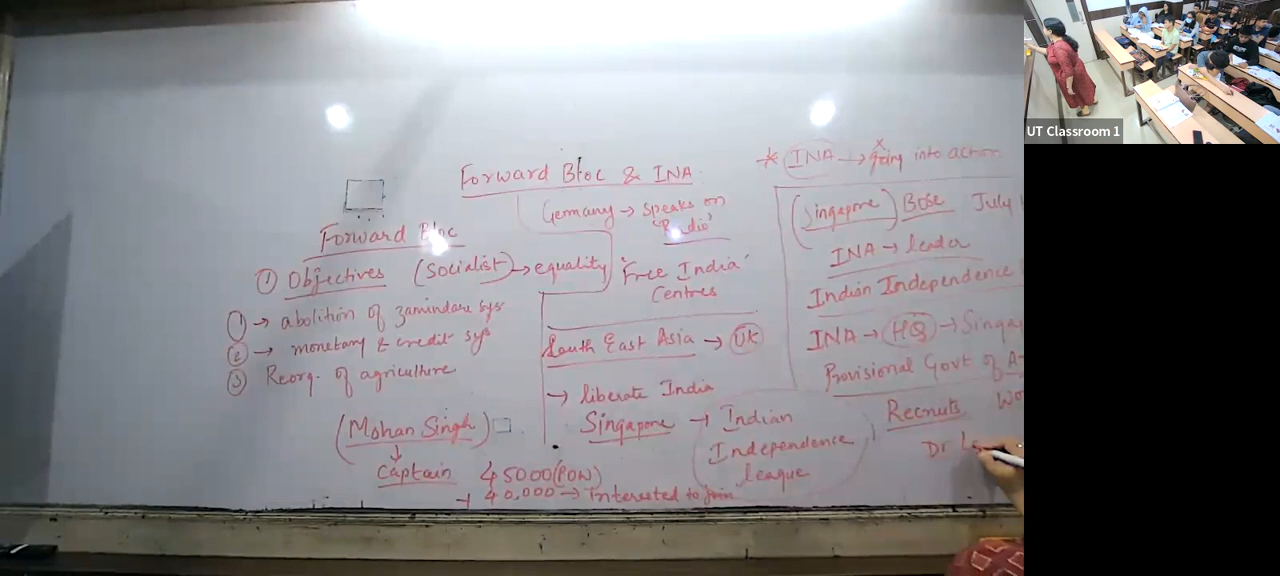 Forward Bloc & INA
Forward Bloc
① Objectives (Socialist) → equality
① → abolition of zamindare sys
② → monetary & credit sys
③ Reorg. of agriculture
(Mohan Singh)
↓
Captain 45000 (POW)
→ 40,000 → Interested to join
Germany → speaks on
'Radio'
'Free India'
Centres
South East Asia → UK
→ liberate India
Singapore → Indian
Independence
league
* INA → x going into action
(Singapore) Bose July
INA → leader
Indian Independence
INA → HQ → Singap
Provisional Govt of A
Recruits Wo
Dr L
UT Classroom 1